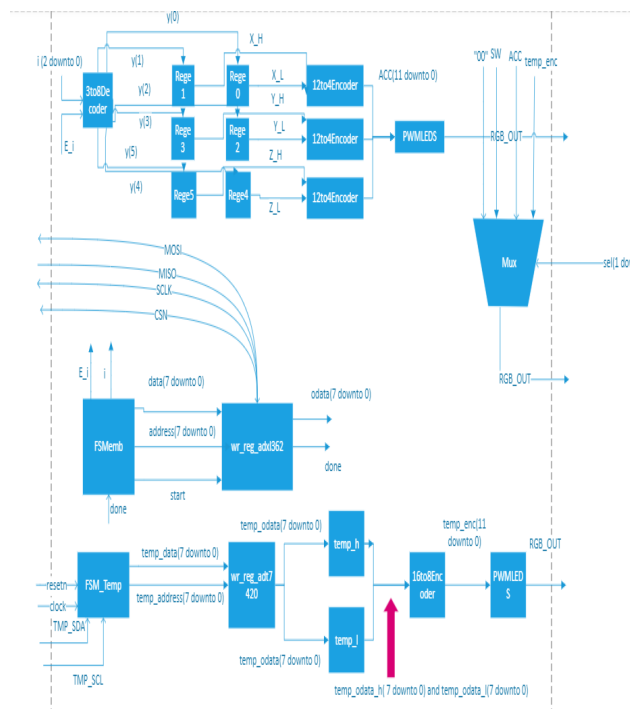 y(0)
i (2 downto 0)
y(1)
X_H
3to8De
coder
Rege
1
Rege
0
y(2)
X_L
Y_H
12to4Encoder
ACC(11 downto 0)
"00"
SW
ACC
temp_enc
E_i
y(3)
Rege
3
Rege
2
Y_L
Z_H
12to4Encoder
PWMLEDS
RGB_OUT
y(5)
y(4)
Rege5
Rege4
Z_L
12to4Encoder
MOSI
MISO
SCLK
CSN
Mux
sel(1 do
RGB_OUT
E_i
i
data(7 downto 0)
odata(7 downto 0)
FSMemb
address(7 downto 0)
wr_reg_adxl362
done
start
done
temp_odata(7 downto 0)
temp_enc(11
downto 0)
RGB_OUT
temp_data(7 downto 0)
temp_h
resetn
FSM_Temp
wr_reg_adt7
420
16to8Enc
oder
PWMLED
S
clock
temp_address(7 downto 0)
TMP_SDA
temp_l
temp_odata(7 downto 0)
TMP_SCL
temp_odata_h( 7 downto 0) and temp_odata_l(7 downto 0)